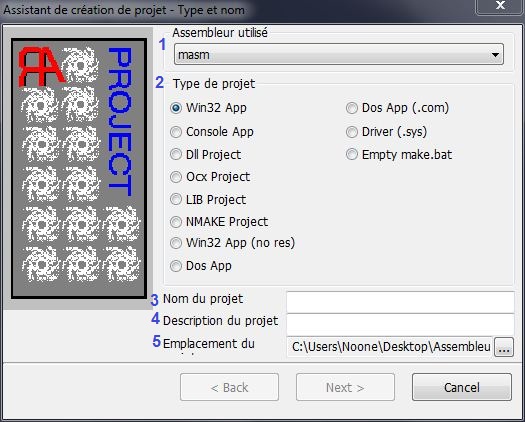 Assistant de création de projet - Type et nom
RA
PROJECT
1
Assembleur utilisé
masm
2
Type de projet
Win32 App
Console App
Dll Project
Ocx Project
LIB Project
NMAKE Project
Win32 App (no res)
Dos App
Dos App (.com)
Driver (.sys)
Empty make.bat
3 Nom du projet
4 Description du projet
5 Emplacement du
C:\Users\Noone\Desktop\Assembleu
...
< Back
Next >
Cancel